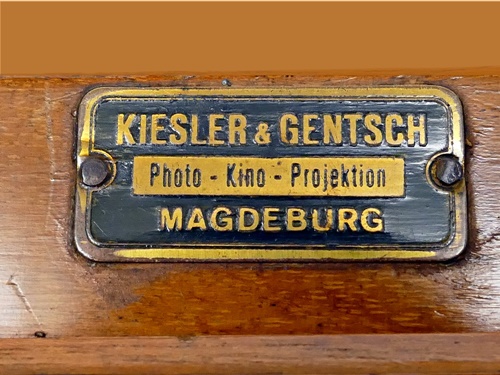 KIESLER & GENTSCH
Photo - Kino - Projektion
MAGDEBURG